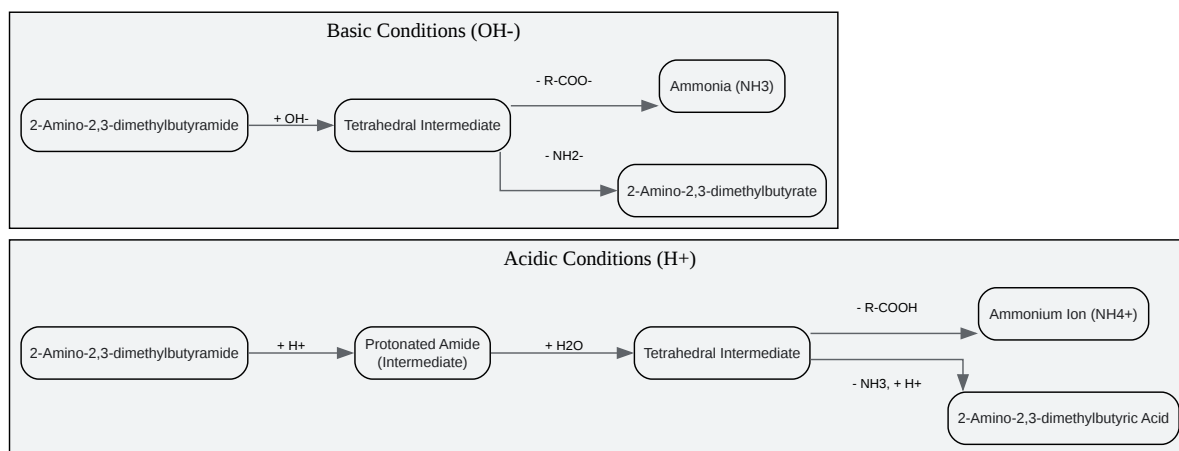 Basic Conditions (OH-)
- R-COO-
Ammonia (NH3)
2-Amino-2,3-dimethylbutyramide
+ OH-
Tetrahedral Intermediate
- NH2-
2-Amino-2,3-dimethylbutyrate
Acidic Conditions (H+)
- R-COOH
Ammonium Ion (NH4+)
2-Amino-2,3-dimethylbutyramide
+ H+
Protonated Amide
(Intermediate)
+ H2O
Tetrahedral Intermediate
- NH3, + H+
2-Amino-2,3-dimethylbutyric Acid